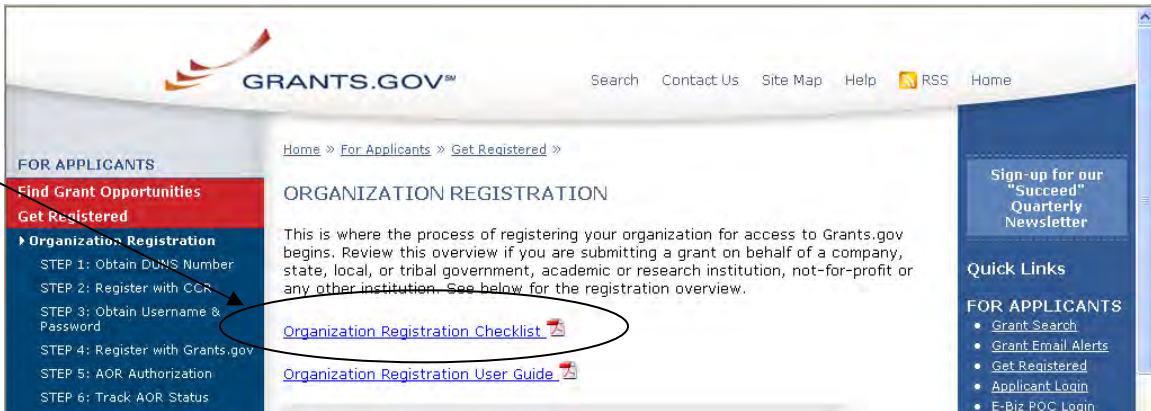 GRANTS.GOV℠
Search Contact Us Site Map Help RSS Home
FOR APPLICANTS
Find Grant Opportunities
Get Registered
Organization Registration
STEP 1: Obtain DUNS Number
STEP 2: Register with CCR
STEP 3: Obtain Username &
Password
STEP 4: Register with Grants.gov
STEP 5: AOR Authorization
STEP 6: Track AOR Status
Home » For Applicants » Get Registered »
ORGANIZATION REGISTRATION
This is where the process of registering your organization for access to Grants.gov
begins. Review this overview if you are submitting a grant on behalf of a company,
state, local, or tribal government, academic or research institution, not-for-profit or
any other institution. See below for the registration overview.
Organization Registration Checklist
Organization Registration User Guide
Sign-up for our
"Succeed"
Quarterly
Newsletter
Quick Links
FOR APPLICANTS
Grant Search
Grant Email Alerts
Get Registered
Applicant Login
E-Biz POC Login